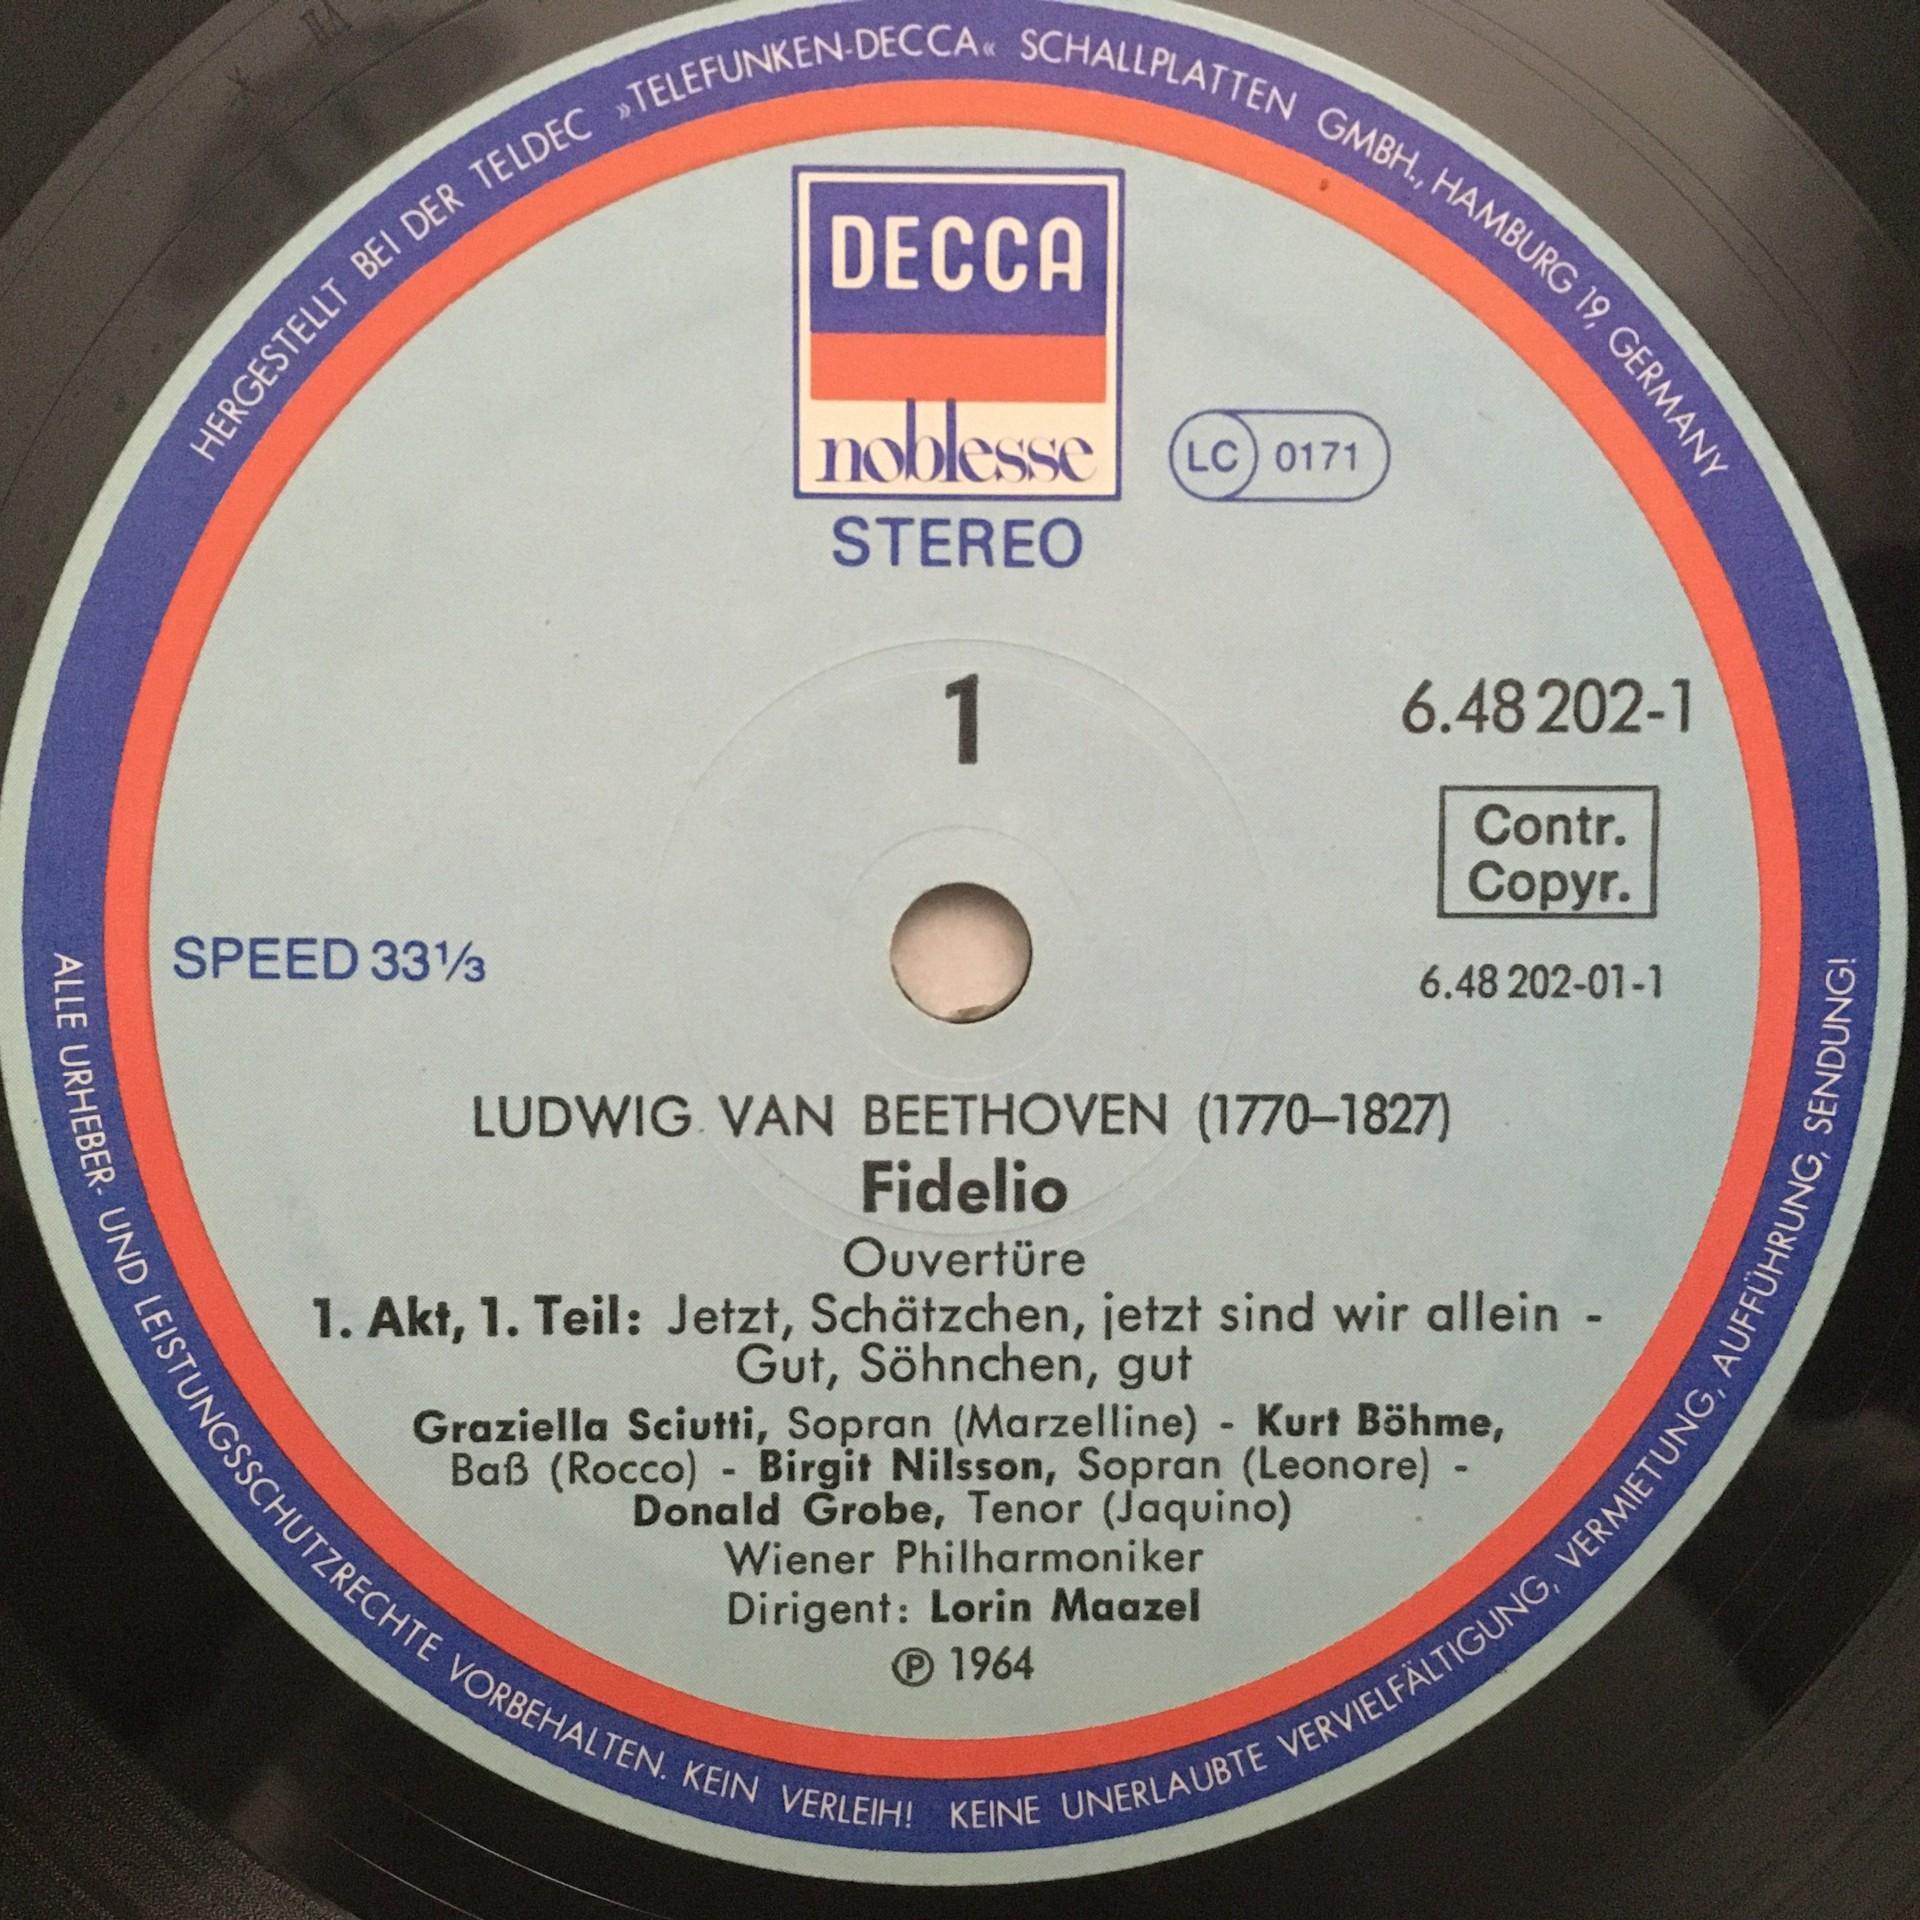 HERGESTELLT BEI DER TELDEC »TELEFUNKEN-DECCA« SCHALLPLATTEN GMBH., HAMBURG 19, GERMANY
DECCA
noblesse
LC 0171
STEREO
1
6.48 202-1
Contr.
Copyr.
SPEED 33⅓
6.48 202-01-1
LUDWIG VAN BEETHOVEN (1770–1827)
Fidelio
Ouvertüre
1. Akt, 1. Teil: Jetzt, Schätzchen, jetzt sind wir allein -
Gut, Söhnchen, gut
Graziella Sciutti, Sopran (Marzelline) - Kurt Böhme,
Baß (Rocco) - Birgit Nilsson, Sopran (Leonore) -
Donald Grobe, Tenor (Jaquino)
Wiener Philharmoniker
Dirigent: Lorin Maazel
℗ 1964
ALLE URHEBER- UND LEISTUNGSSCHUTZRECHTE VORBEHALTEN. KEIN VERLEIH! KEINE UNERLAUBTE VERVIELFÄLTIGUNG, VERMIETUNG, AUFFÜHRUNG, SENDUNG!